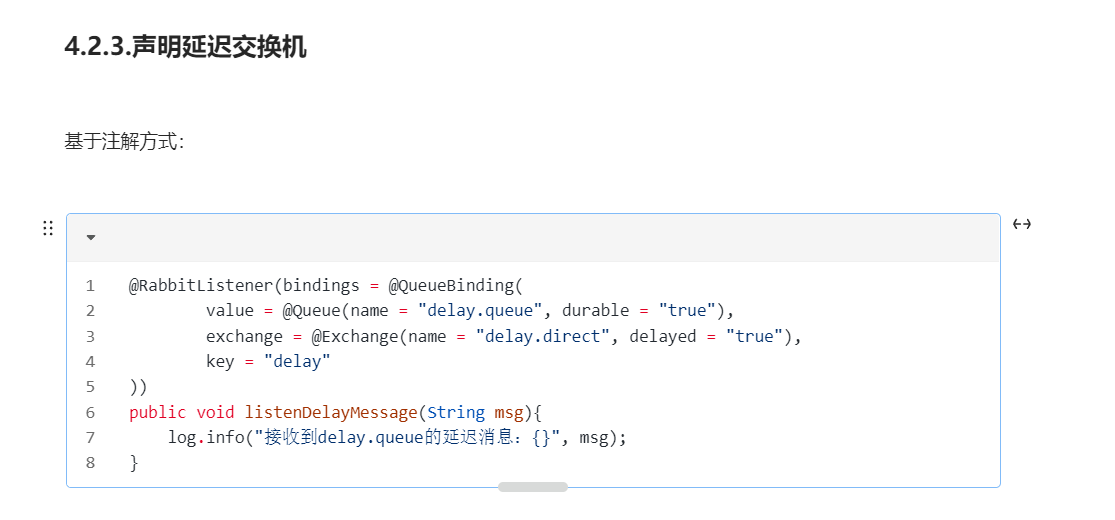 4.2.3.声明延迟交换机
基于注解方式：
1 @RabbitListener(bindings = @QueueBinding(
2 value = @Queue(name = "delay.queue", durable = "true"),
3 exchange = @Exchange(name = "delay.direct", delayed = "true"),
4 key = "delay"
5 ))
6 public void listenDelayMessage(String msg){
7 log.info("接收到delay.queue的延迟消息：{}", msg);
8 }